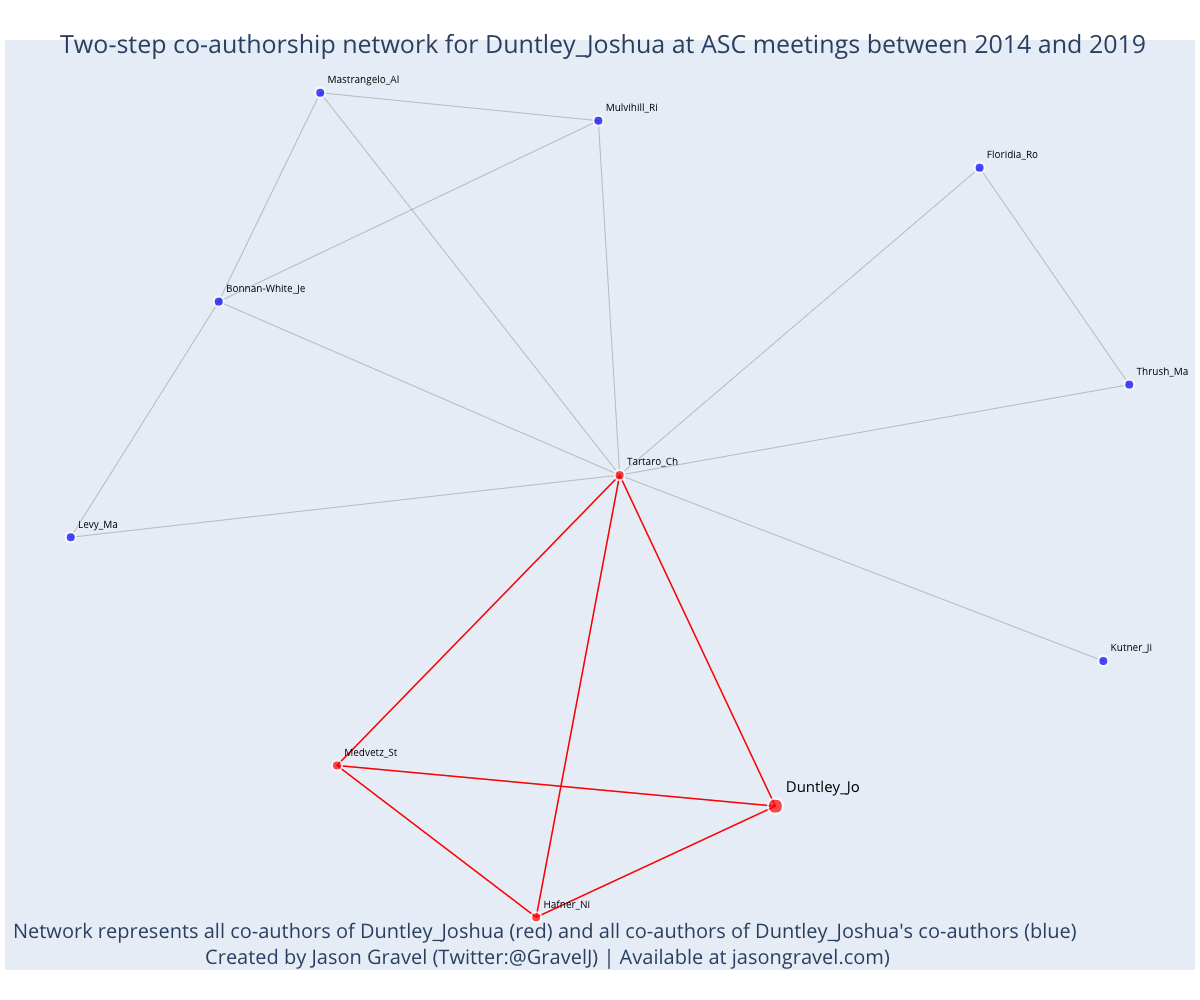 Two-step co-authorship network for Duntley_Joshua at ASC meetings between 2014 and 2019
Mastrangelo_Al
Mulvihill_Ri
Floridia_Ro
Bonnan-White_Je
Thrush_Ma
Tartaro_Ch
Levy_Ma
Kutner_Ji
Medvetz_St
Duntley_Jo
Hafner_Ni
Network represents all co-authors of Duntley_Joshua (red) and all co-authors of Duntley_Joshua's co-authors (blue)
Created by Jason Gravel (Twitter:@GravelJ) | Available at jasongravel.com)